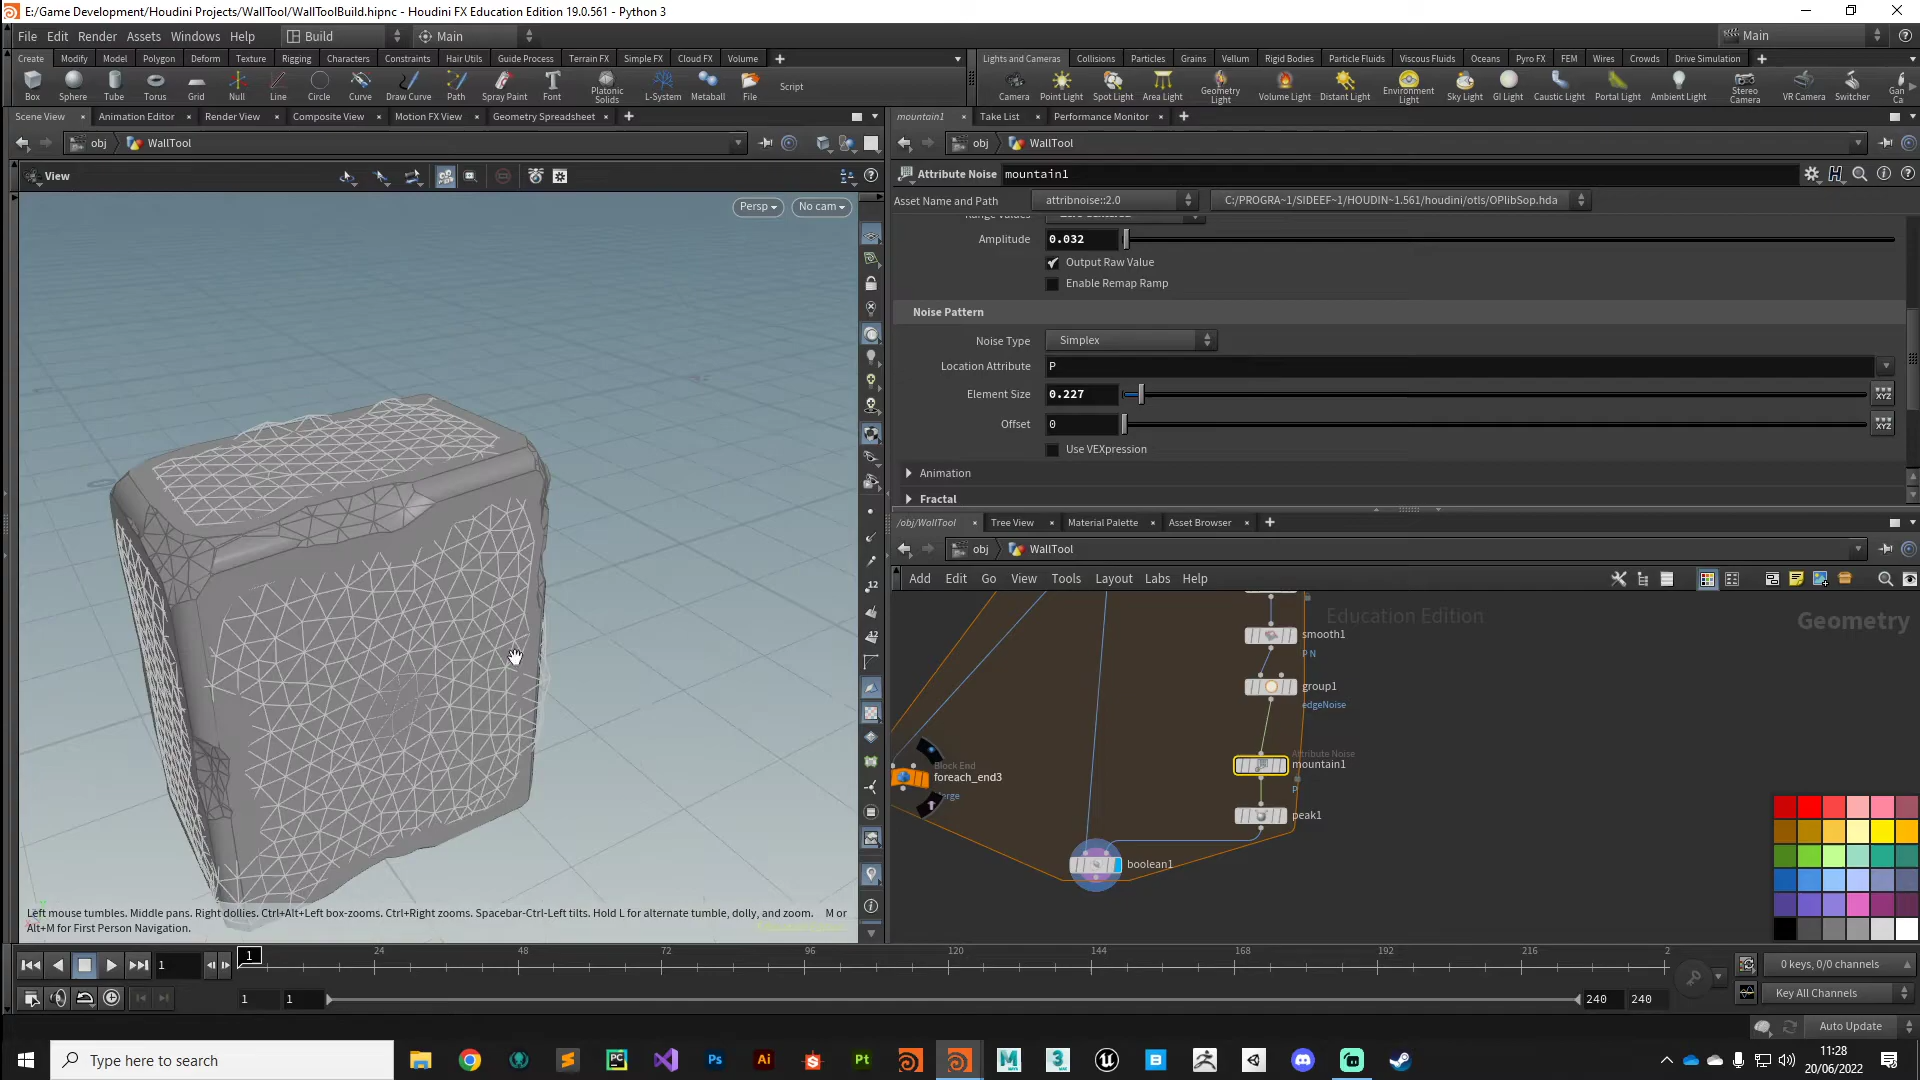 E:/Game Development/Houdini Projects/WallTool/WallToolBuild.hipnc - Houdini FX Education Edition 19.0.561 - Python 3
File Edit Render Assets Windows Help Build Main Main
Create Modify Model Polygon Deform Texture Rigging Characters Constraints Hair Utils Guide Process Terrain FX Simple FX Cloud FX Volume
Lights and Cameras Collisions Particles Grains Vellum Rigid Bodies Particle Fluids Viscous Fluids Oceans Pyro FX FEM Wires Crowds Drive Simulation
Box Sphere Tube Torus Grid Null Line Circle Curve Draw Curve Path Spray Paint Font Platonic Solids L-System Metaball File Script
Camera Point Light Spot Light Area Light Geometry Light Volume Light Distant Light Environment Light Sky Light GI Light Caustic Light Portal Light Ambient Light Stereo Camera VR Camera Switcher
Scene View Animation Editor Render View Composite View Motion FX View Geometry Spreadsheet
mountain1 Take List Performance Monitor
obj WallTool
obj WallTool
View
Attribute Noise mountain1
Asset Name and Path attribnoise::2.0 C:/PROGRA~1/SIDEEF~1/HOUDIN~1.561/houdini/otls/OPlibSop.hda
Persp No cam
Amplitude 0.032
Output Raw Value
Enable Remap Ramp
Noise Pattern
Noise Type Simplex
Location Attribute P
Element Size 0.227
Offset 0
Use VEXpression
Animation
Fractal
/obj/WallTool Tree View Material Palette Asset Browser
obj WallTool
Add Edit Go View Tools Layout Labs Help
Education Edition
Geometry
smooth1
P N
group1
edgeNoise
Attribute Noise
mountain1
P
Block End
foreach_end3
peak1
boolean1
Left mouse tumbles. Middle pans. Right dollies. Ctrl+Alt+Left box-zooms. Ctrl+Right zooms. Spacebar-Ctrl-Left tilts. Hold L for alternate tumble, dolly, and zoom. M or
Alt+M for First Person Navigation.
1 1 24 48 72 96 120 144 168 192 216 2
0 keys, 0/0 channels
1 1 240 240
Key All Channels
Auto Update
Type here to search
11:28
20/06/2022